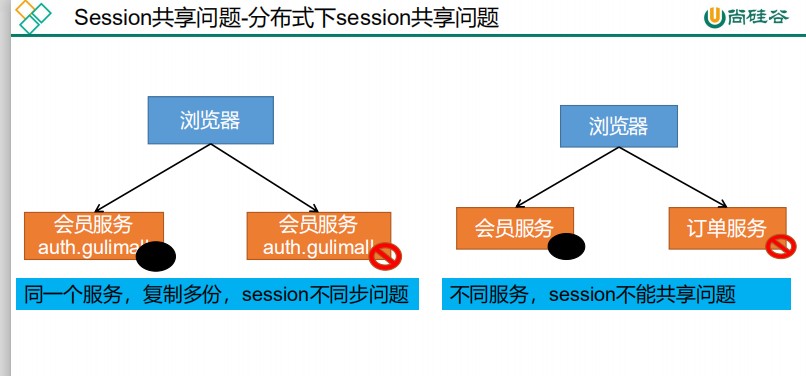 Session共享问题-分布式下session共享问题
尚硅谷
浏览器
会员服务
auth.gulimall
会员服务
auth.gulimall
同一个服务，复制多份，session不同步问题
浏览器
会员服务
订单服务
不同服务，session不能共享问题